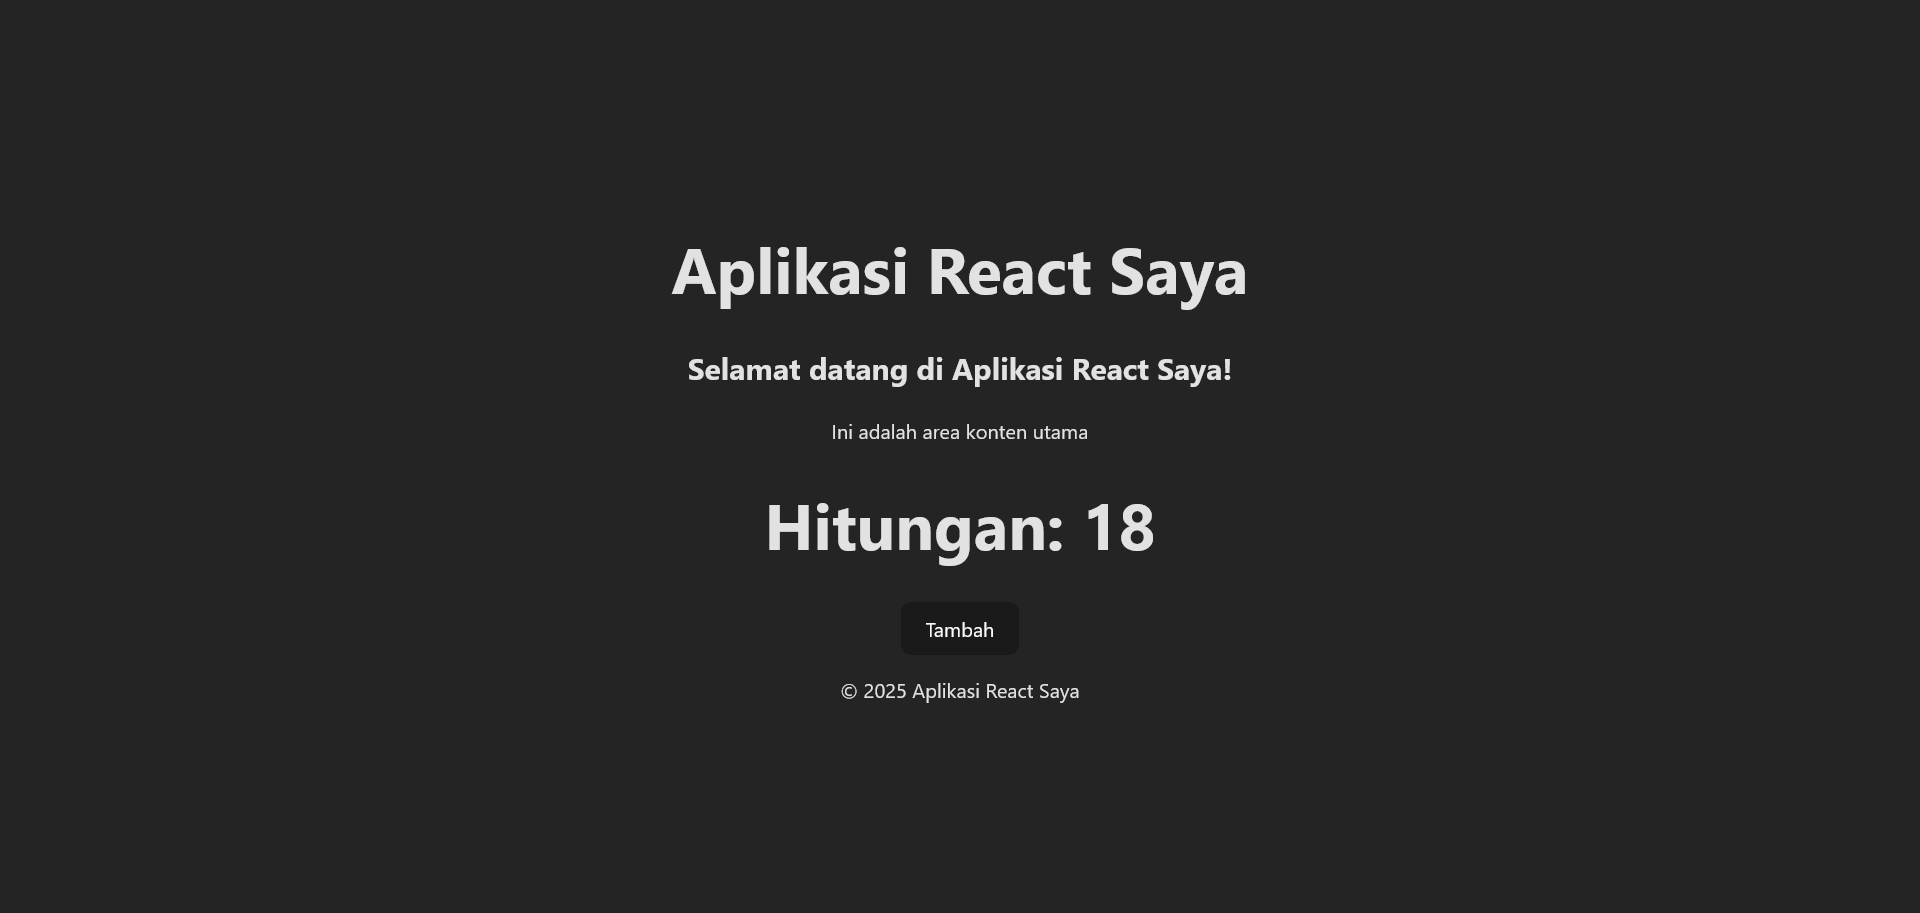 Aplikasi React Saya
Selamat datang di Aplikasi React Saya!
Ini adalah area konten utama
Hitungan: 18
Tambah
© 2025 Aplikasi React Saya